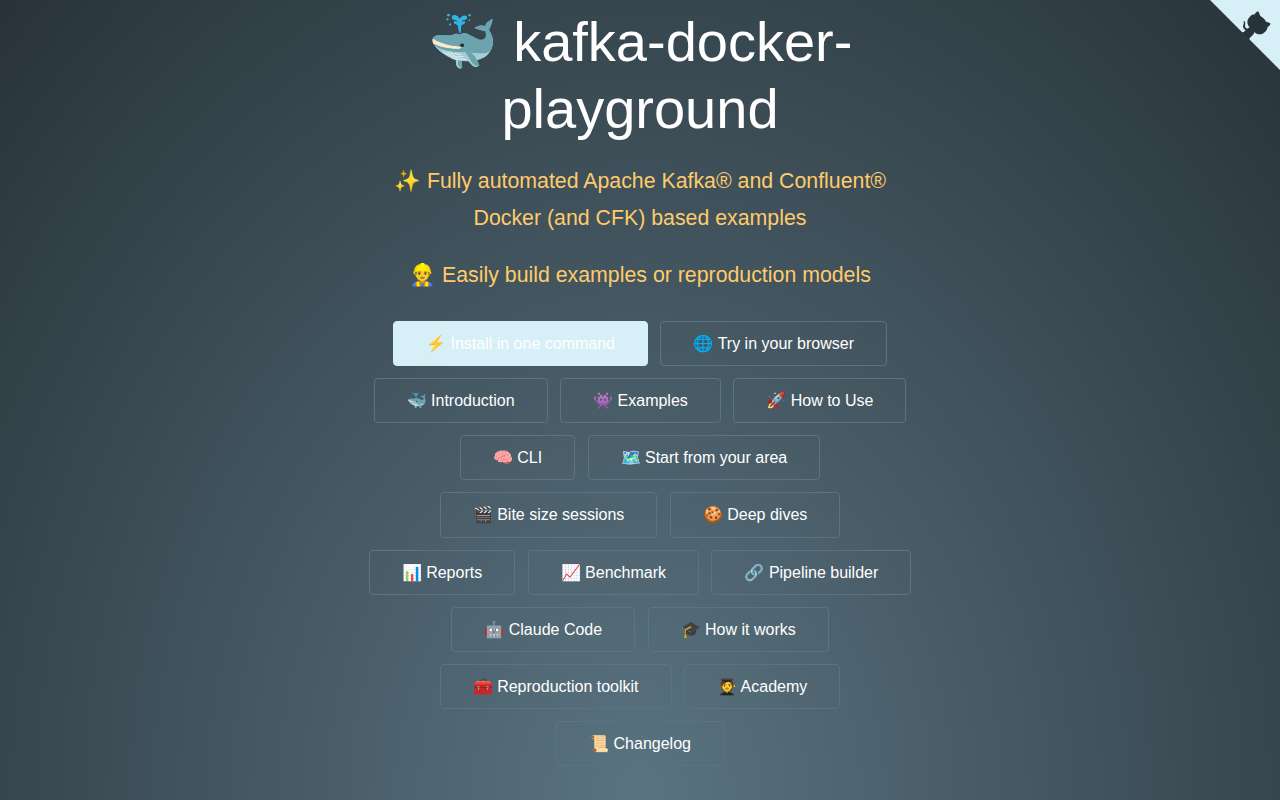 🐳 kafka-docker-
playground
✨ Fully automated Apache Kafka® and Confluent®
Docker (and CFK) based examples
👷 Easily build examples or reproduction models
⚡ Install in one command
🌐 Try in your browser
🐳 Introduction
👾 Examples
🚀 How to Use
🧠 CLI
🗺️ Start from your area
🎬 Bite size sessions
🍪 Deep dives
📊 Reports
📈 Benchmark
🔗 Pipeline builder
🤖 Claude Code
🎓 How it works
🧰 Reproduction toolkit
🧑‍🎓 Academy
📜 Changelog